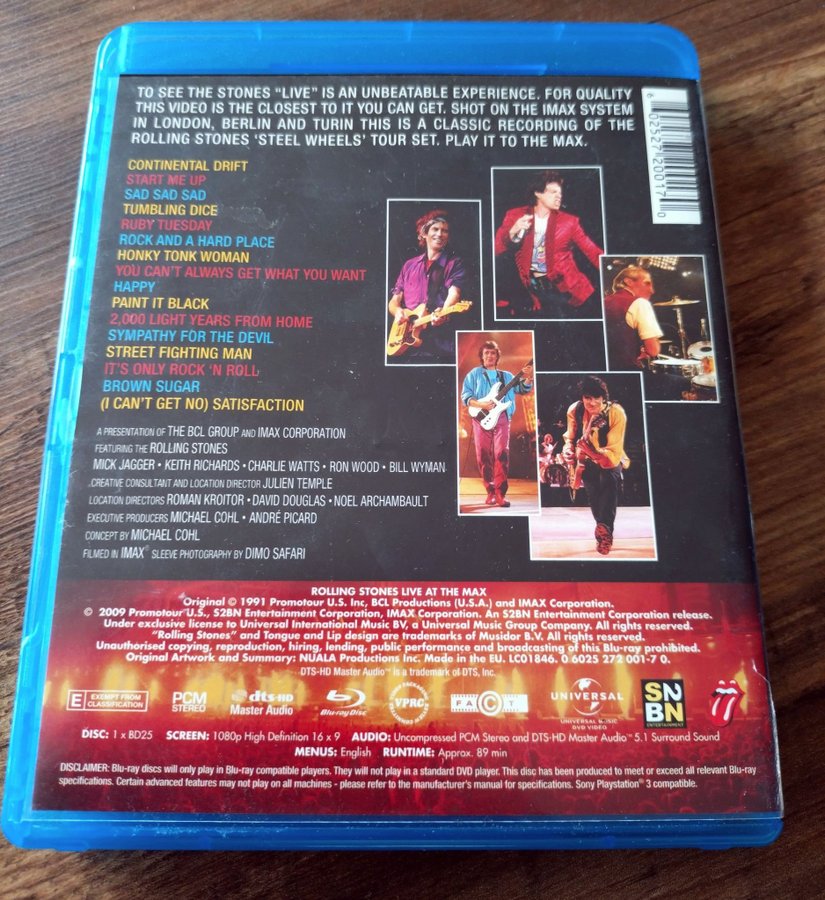 TO SEE THE STONES “LIVE” IS AN UNBEATABLE EXPERIENCE. FOR QUALITY
THIS VIDEO IS THE CLOSEST TO IT YOU CAN GET. SHOT ON THE IMAX SYSTEM
IN LONDON, BERLIN AND TURIN THIS IS A CLASSIC RECORDING OF THE
ROLLING STONES ‘STEEL WHEELS’ TOUR SET. PLAY IT TO THE MAX.
6 02527 20017 0
CONTINENTAL DRIFT
START ME UP
SAD SAD SAD
TUMBLING DICE
RUBY TUESDAY
ROCK AND A HARD PLACE
HONKY TONK WOMAN
YOU CAN’T ALWAYS GET WHAT YOU WANT
HAPPY
PAINT IT BLACK
2,000 LIGHT YEARS FROM HOME
SYMPATHY FOR THE DEVIL
STREET FIGHTING MAN
IT’S ONLY ROCK ‘N ROLL
BROWN SUGAR
(I CAN’T GET NO) SATISFACTION
A PRESENTATION OF THE BCL GROUP AND IMAX CORPORATION
FEATURING THE ROLLING STONES
MICK JAGGER • KEITH RICHARDS • CHARLIE WATTS • RON WOOD • BILL WYMAN
CREATIVE CONSULTANT AND LOCATION DIRECTOR JULIEN TEMPLE
LOCATION DIRECTORS ROMAN KROITOR • DAVID DOUGLAS • NOEL ARCHAMBAULT
EXECUTIVE PRODUCERS MICHAEL COHL • ANDRÉ PICARD
CONCEPT BY MICHAEL COHL
FILMED IN IMAX® SLEEVE PHOTOGRAPHY BY DIMO SAFARI
ROLLING STONES LIVE AT THE MAX
Original © 1991 Promotour U.S. Inc, BCL Productions (U.S.A.) and IMAX Corporation.
© 2009 Promotour U.S., S2BN Entertainment Corporation, IMAX Corporation. An S2BN Entertainment Corporation release.
Under exclusive license to Universal International Music BV, a Universal Music Group Company. All rights reserved.
“Rolling Stones” and Tongue and Lip design are trademarks of Musidor B.V. All rights reserved.
Unauthorised copying, reproduction, hiring, lending, public performance and broadcasting of this Blu-ray prohibited.
Original Artwork and Summary: NUALA Productions Inc. Made in the EU. LC01846. 0 6025 272 001-7 0.
DTS-HD Master Audio™ is a trademark of DTS, Inc.
E EXEMPT FROM CLASSIFICATION
PCM STEREO
dts-HD Master Audio
Blu-ray Disc
VPRC
FACT
UNIVERSAL
UNIVERSAL MUSIC DVD VIDEO
S2BN ENTERTAINMENT
DISC: 1 x BD25 SCREEN: 1080p High Definition 16 x 9 AUDIO: Uncompressed PCM Stereo and DTS-HD Master Audio™ 5.1 Surround Sound
MENUS: English RUNTIME: Approx. 89 min
DISCLAIMER: Blu-ray discs will only play in Blu-ray compatible players. They will not play in a standard DVD player. This disc has been produced to meet or exceed all relevant Blu-ray
specifications. Certain advanced features may not play on all machines - please refer to the manufacturer’s manual for specifications. Sony Playstation® 3 compatible.